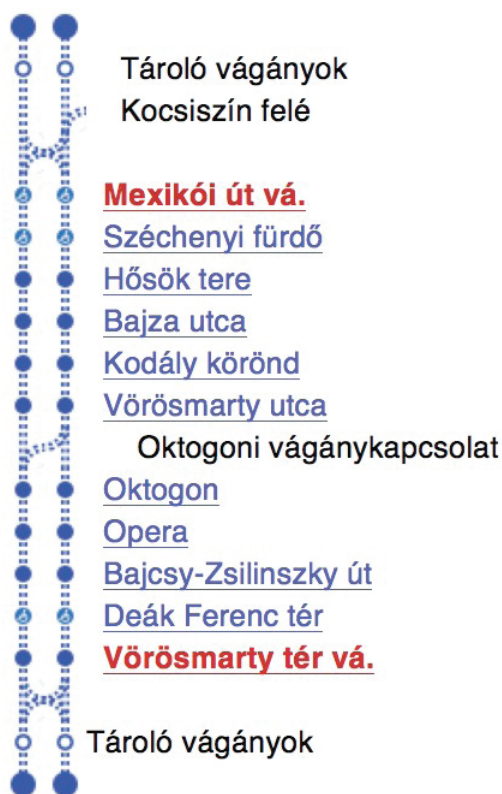 Tároló vágányok
Kocsiszín felé
Mexikói út vá.
Széchenyi fürdő
Hősök tere
Bajza utca
Kodály körönd
Vörösmarty utca
Oktogoni vágánykapcsolat
Oktogon
Opera
Bajcsy-Zsilinszky út
Deák Ferenc tér
Vörösmarty tér vá.
Tároló vágányok